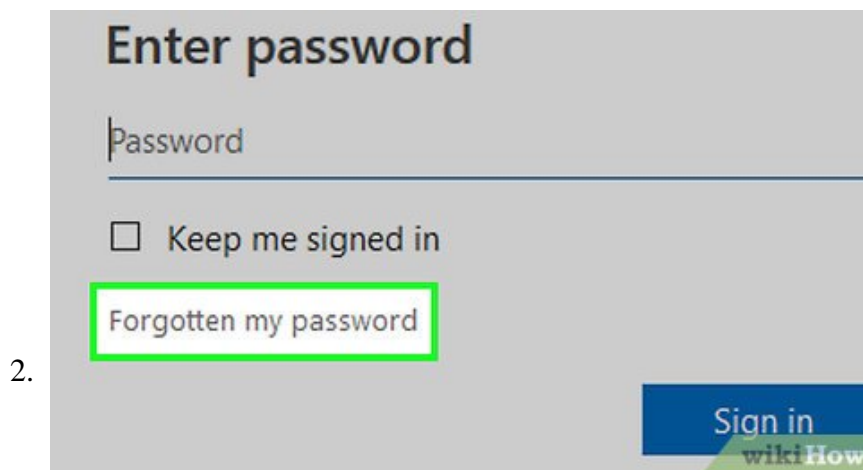 Enter password
Password
Keep me signed in
Forgotten my password
2.
Sign in
wikiHow